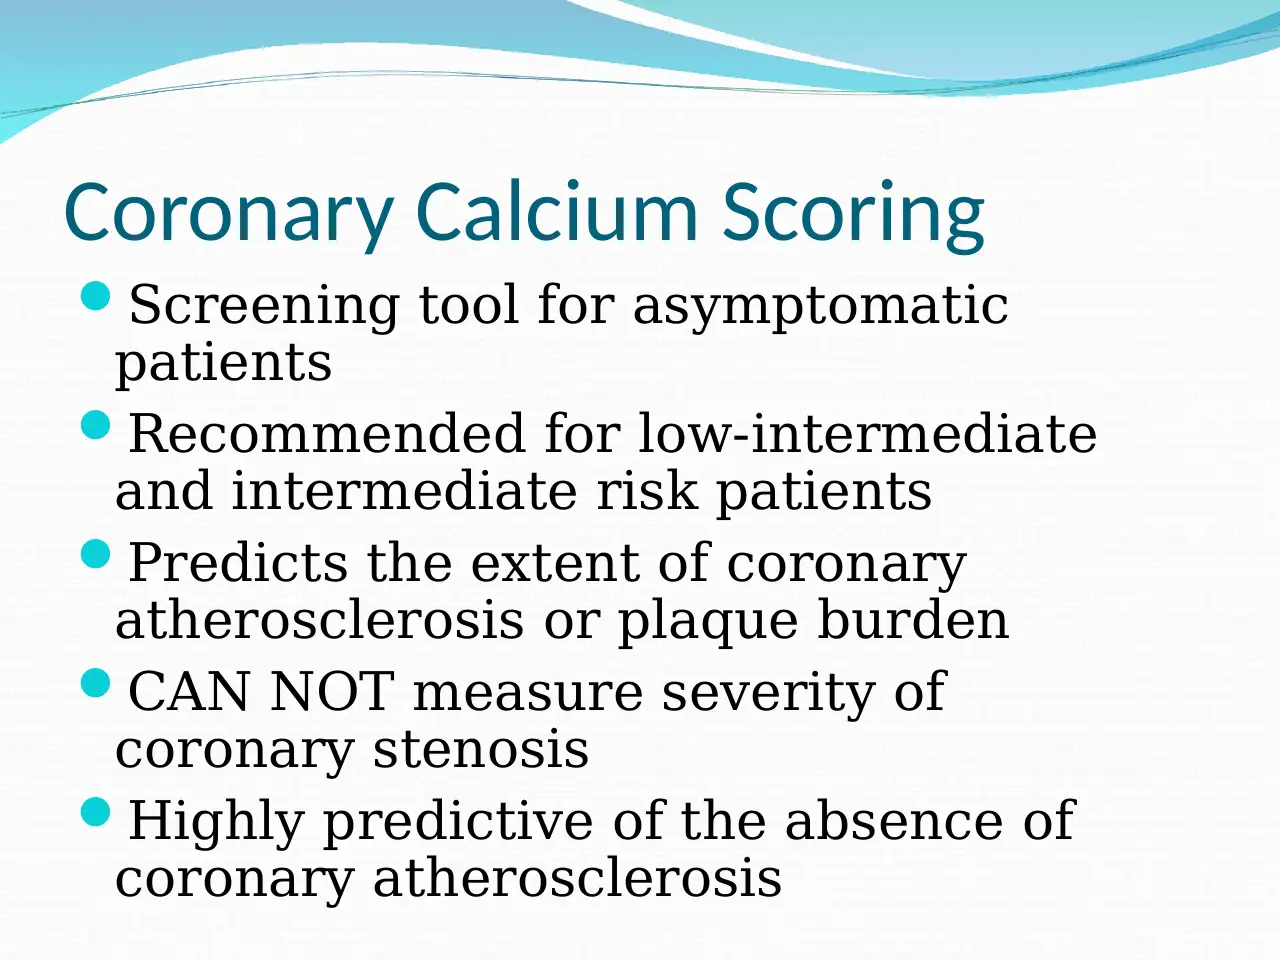 Coronary Calcium Scoring
Screening tool for asymptomatic
patients
Recommended for low-intermediate
and intermediate risk patients
Predicts the extent of coronary
atherosclerosis or plaque burden
CAN NOT measure severity of
coronary stenosis
Highly predictive of the absence of
coronary atherosclerosis